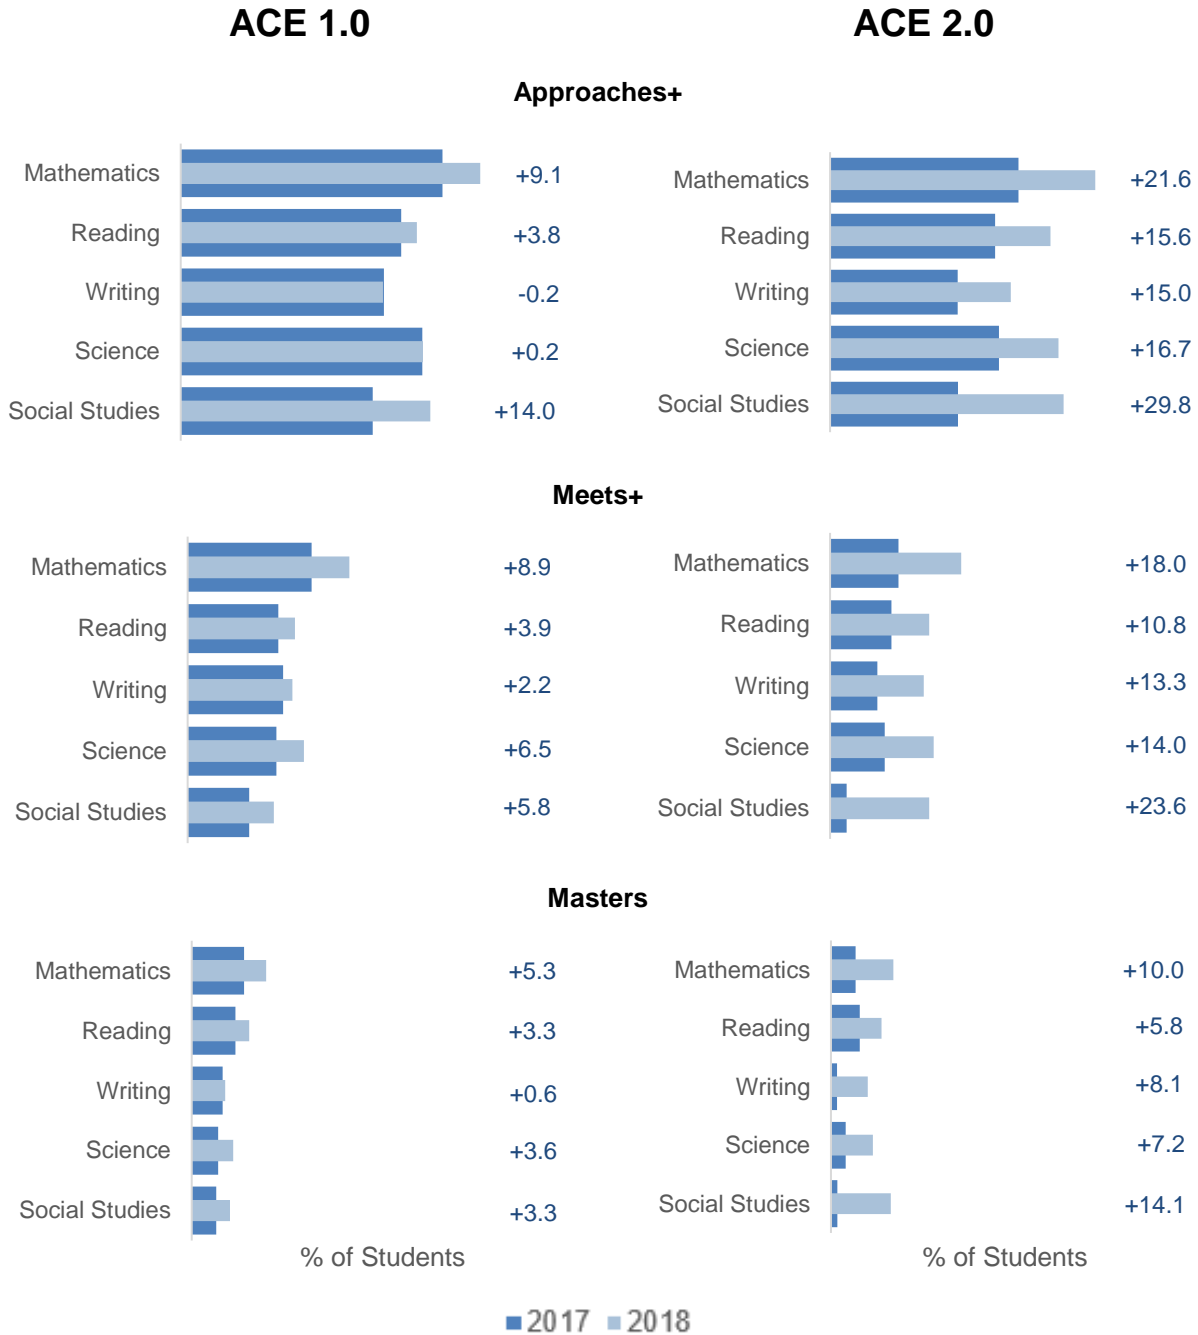 ACE 1.0 ACE 2.0
Approaches+
Mathematics +9.1 Mathematics +21.6
Reading +3.8 Reading +15.6
Writing -0.2 Writing +15.0
Science +0.2 Science +16.7
Social Studies +14.0 Social Studies +29.8
Meets+
Mathematics +8.9 Mathematics +18.0
Reading +3.9 Reading +10.8
Writing +2.2 Writing +13.3
Science +6.5 Science +14.0
Social Studies +5.8 Social Studies +23.6
Masters
Mathematics +5.3 Mathematics +10.0
Reading +3.3 Reading +5.8
Writing +0.6 Writing +8.1
Science +3.6 Science +7.2
Social Studies +3.3 Social Studies +14.1
% of Students % of Students
2017 2018